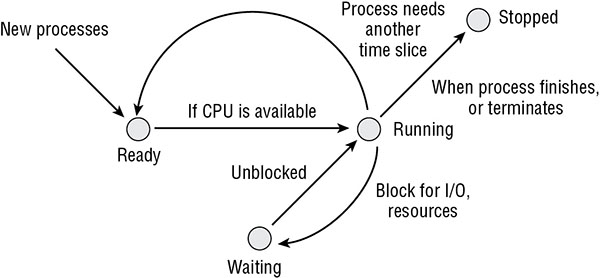 New processes
Process needs
another
time slice
Stopped
When process finishes,
or terminates
If CPU is available
Ready
Running
Unblocked
Block for I/O,
resources
Waiting